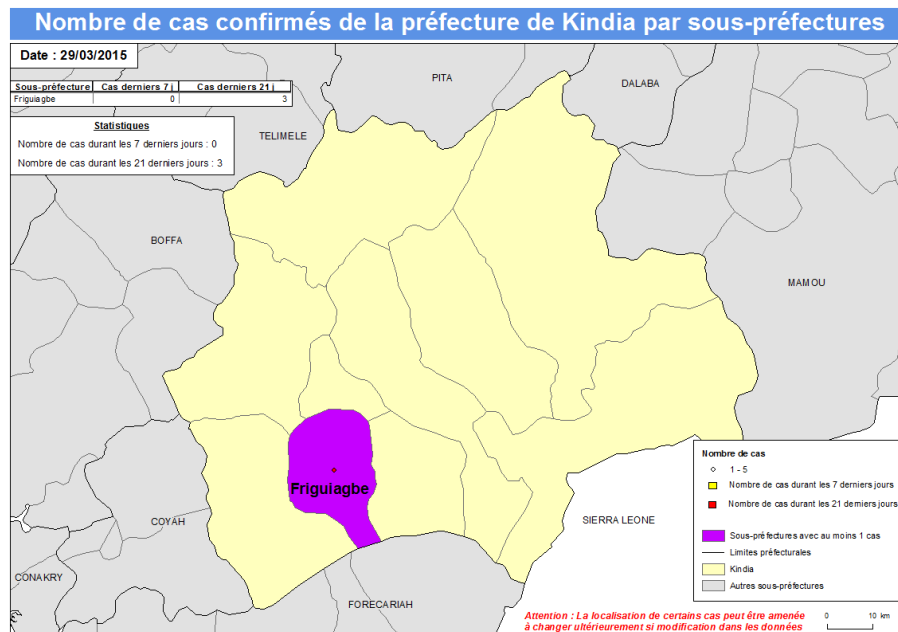 Nombre de cas confirmés de la préfecture de Kindia par sous-préfectures
Date : 29/03/2015
Sous-préfecture Cas derniers 7 j Cas derniers 21 j
Friguiagbe 0 3
Statistiques
Nombre de cas durant les 7 derniers jours : 0
Nombre de cas durant les 21 derniers jours : 3
PITA
DALABA
TELIMELE
BOFFA
MAMOU
Friguiagbe
COYAH
SIERRA LEONE
CONAKRY
FORECARIAH
Nombre de cas
1 - 5
Nombre de cas durant les 7 derniers jours
Nombre de cas durant les 21 derniers jours
Sous-préfectures avec au moins 1 cas
Limites préfecturales
Kindia
Autres sous-préfectures
Attention : La localisation de certains cas peut être amenée
à changer ultérieurement si modification dans les données
0 10 km